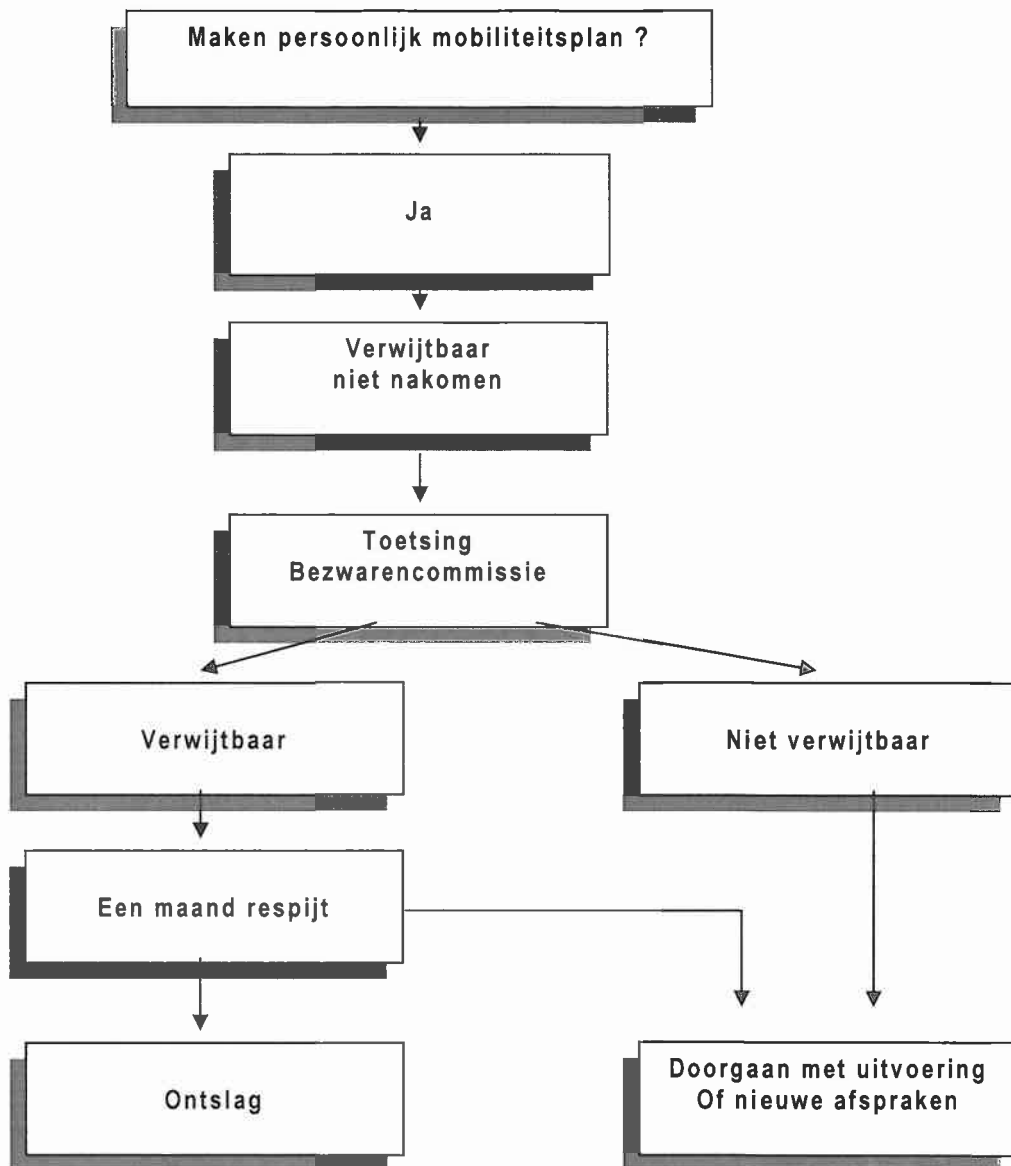 Maken persoonlijk mobiliteitsplan ?
Ja
Verwijtbaar
niet nakomen
Toetsing
Bezwarencommissie
Verwijtbaar
Niet verwijtbaar
Een maand respijt
Ontslag
Doorgaan met uitvoering
Of nieuwe afspraken